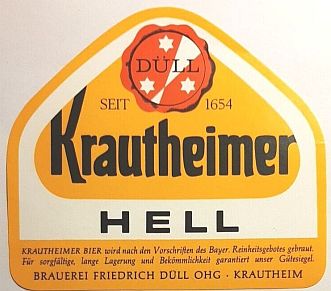 DÜLL
SEIT 1654
Krautheimer
HELL
KRAUTHEIMER BIER wird nach den Vorschriften des Bayer. Reinheitsgebotes gebraut.
Für sorgfältige, lange Lagerung und Bekömmlichkeit garantiert unser Gütesiegel.
BRAUEREI FRIEDRICH DÜLL OHG · KRAUTHEIM